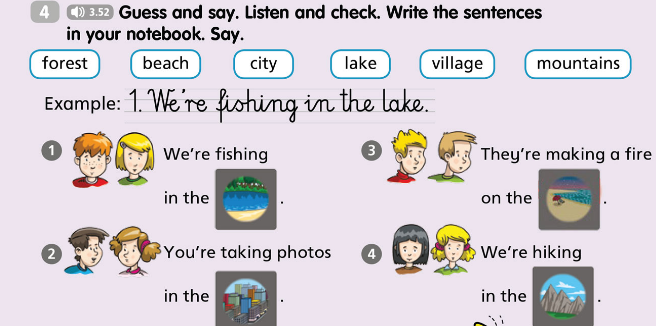 4 3.52 Guess and say. Listen and check. Write the sentences
in your notebook. Say.
forest beach city lake village mountains
Example: 1. We're fishing in the lake.
1 We're fishing
in the .
2 You're taking photos
in the .
3 They're making a fire
on the .
4 We're hiking
in the .